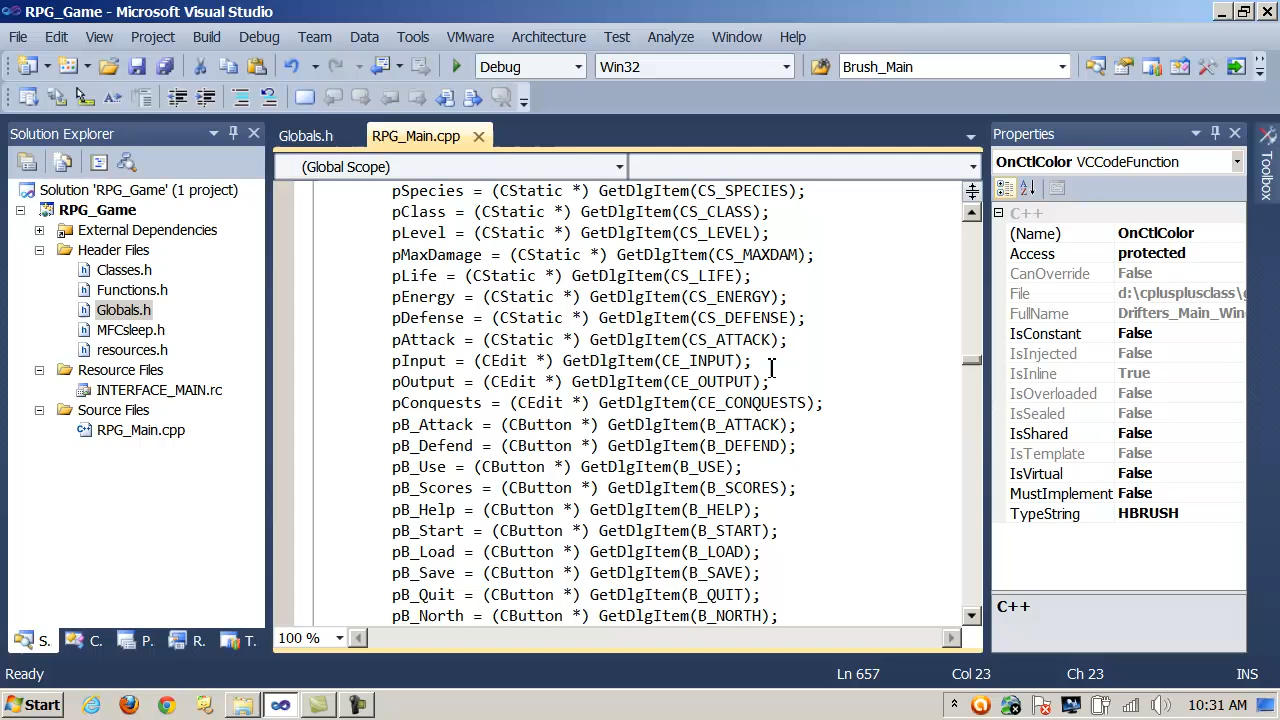 RPG_Game - Microsoft Visual Studio
File Edit View Project Build Debug Team Data Tools VMware Architecture Test Analyze Window Help
Debug Win32 Brush_Main
Solution Explorer
Solution 'RPG_Game' (1 project)
RPG_Game
External Dependencies
Header Files
Classes.h
Functions.h
Globals.h
MFCsleep.h
resources.h
Resource Files
INTERFACE_MAIN.rc
Source Files
RPG_Main.cpp
S. C. P. R. T.
Globals.h RPG_Main.cpp
(Global Scope)
pSpecies = (CStatic *) GetDlgItem(CS_SPECIES);
pClass = (CStatic *) GetDlgItem(CS_CLASS);
pLevel = (CStatic *) GetDlgItem(CS_LEVEL);
pMaxDamage = (CStatic *) GetDlgItem(CS_MAXDAM);
pLife = (CStatic *) GetDlgItem(CS_LIFE);
pEnergy = (CStatic *) GetDlgItem(CS_ENERGY);
pDefense = (CStatic *) GetDlgItem(CS_DEFENSE);
pAttack = (CStatic *) GetDlgItem(CS_ATTACK);
pInput = (CEdit *) GetDlgItem(CE_INPUT);
pOutput = (CEdit *) GetDlgItem(CE_OUTPUT);
pConquests = (CEdit *) GetDlgItem(CE_CONQUESTS);
pB_Attack = (CButton *) GetDlgItem(B_ATTACK);
pB_Defend = (CButton *) GetDlgItem(B_DEFEND);
pB_Use = (CButton *) GetDlgItem(B_USE);
pB_Scores = (CButton *) GetDlgItem(B_SCORES);
pB_Help = (CButton *) GetDlgItem(B_HELP);
pB_Start = (CButton *) GetDlgItem(B_START);
pB_Load = (CButton *) GetDlgItem(B_LOAD);
pB_Save = (CButton *) GetDlgItem(B_SAVE);
pB_Quit = (CButton *) GetDlgItem(B_QUIT);
pB_North = (CButton *) GetDlgItem(B_NORTH);
100 %
Properties
OnCtlColor VCCodeFunction
C++
(Name) OnCtlColor
Access protected
CanOverride False
File d:\cplusplusclass\g
FullName Drifters_Main_Wind
IsConstant False
IsInjected False
IsInline True
IsOverloaded False
IsSealed False
IsShared False
IsTemplate False
IsVirtual False
MustImplement False
TypeString HBRUSH
C++
Toolbox
Ready Ln 657 Col 23 Ch 23 INS
Start 10:31 AM